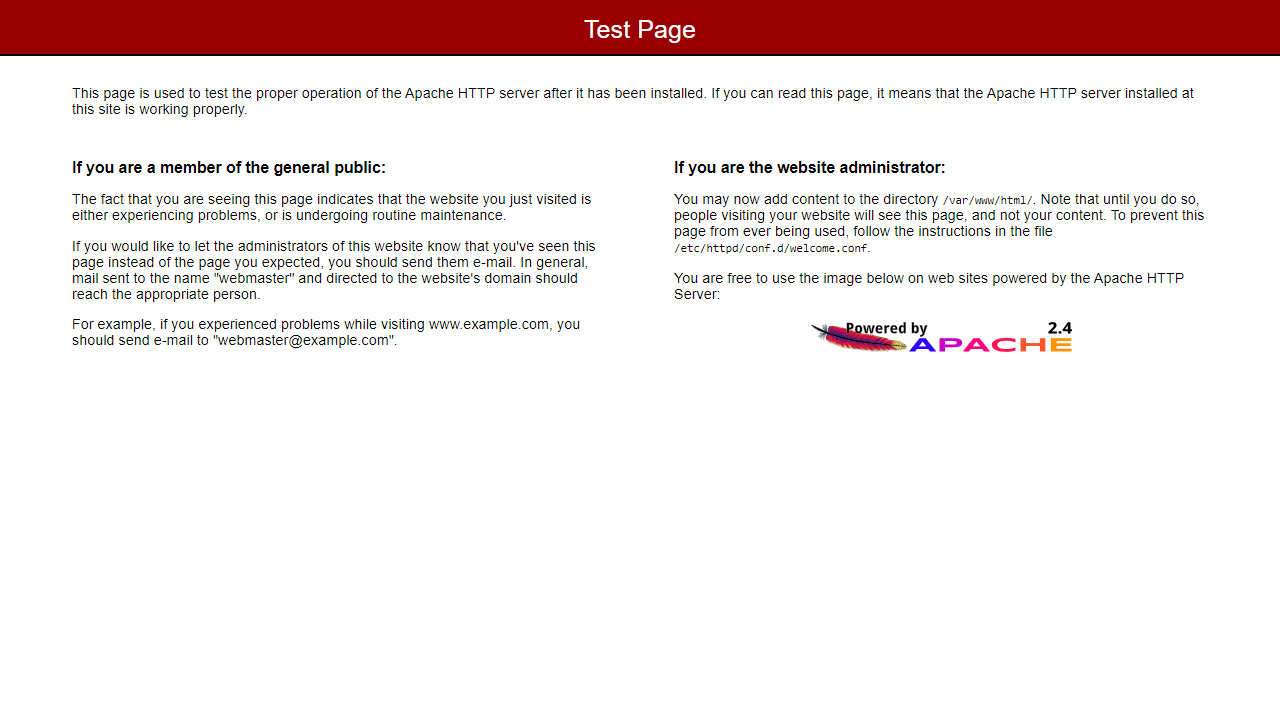 Test Page
This page is used to test the proper operation of the Apache HTTP server after it has been installed. If you can read this page, it means that the Apache HTTP server installed at
this site is working properly.
If you are a member of the general public:
The fact that you are seeing this page indicates that the website you just visited is
either experiencing problems, or is undergoing routine maintenance.
If you would like to let the administrators of this website know that you've seen this
page instead of the page you expected, you should send them e-mail. In general,
mail sent to the name "webmaster" and directed to the website's domain should
reach the appropriate person.
For example, if you experienced problems while visiting www.example.com, you
should send e-mail to "webmaster@example.com".
If you are the website administrator:
You may now add content to the directory /var/www/html/. Note that until you do so,
people visiting your website will see this page, and not your content. To prevent this
page from ever being used, follow the instructions in the file
/etc/httpd/conf.d/welcome.conf.
You are free to use the image below on web sites powered by the Apache HTTP
Server:
Powered by 2.4
APACHE